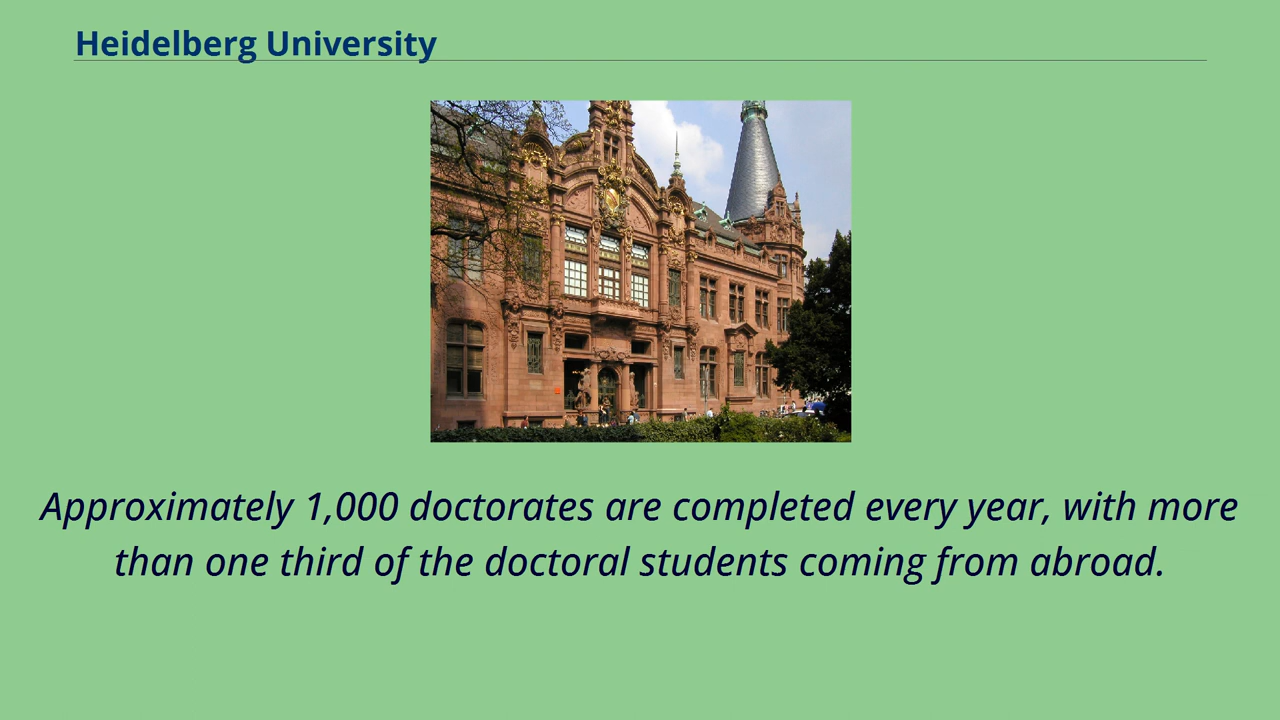 Heidelberg University
Approximately 1,000 doctorates are completed every year, with more
than one third of the doctoral students coming from abroad.